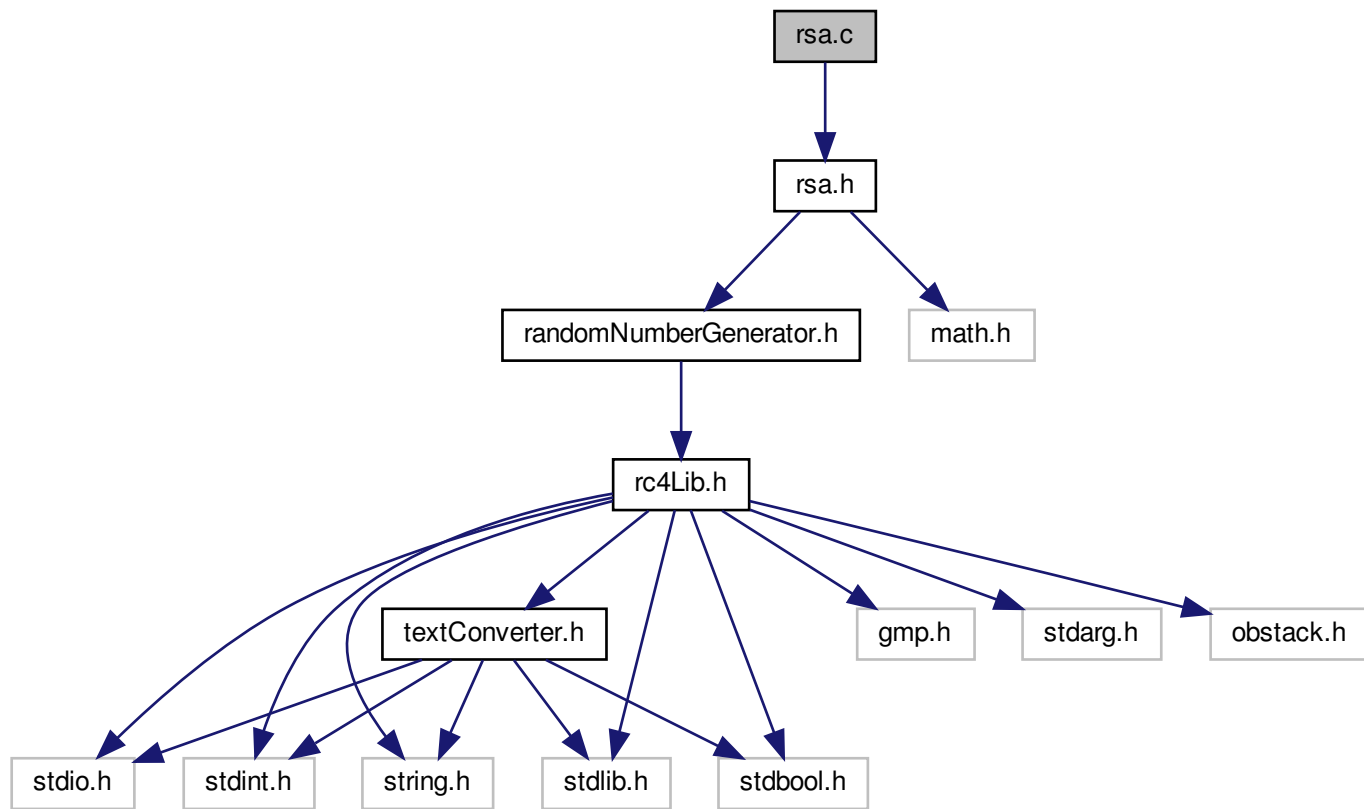 rsa.c
rsa.h
randomNumberGenerator.h
math.h
rc4Lib.h
textConverter.h
gmp.h
stdarg.h
obstack.h
stdio.h
stdint.h
string.h
stdlib.h
stdbool.h